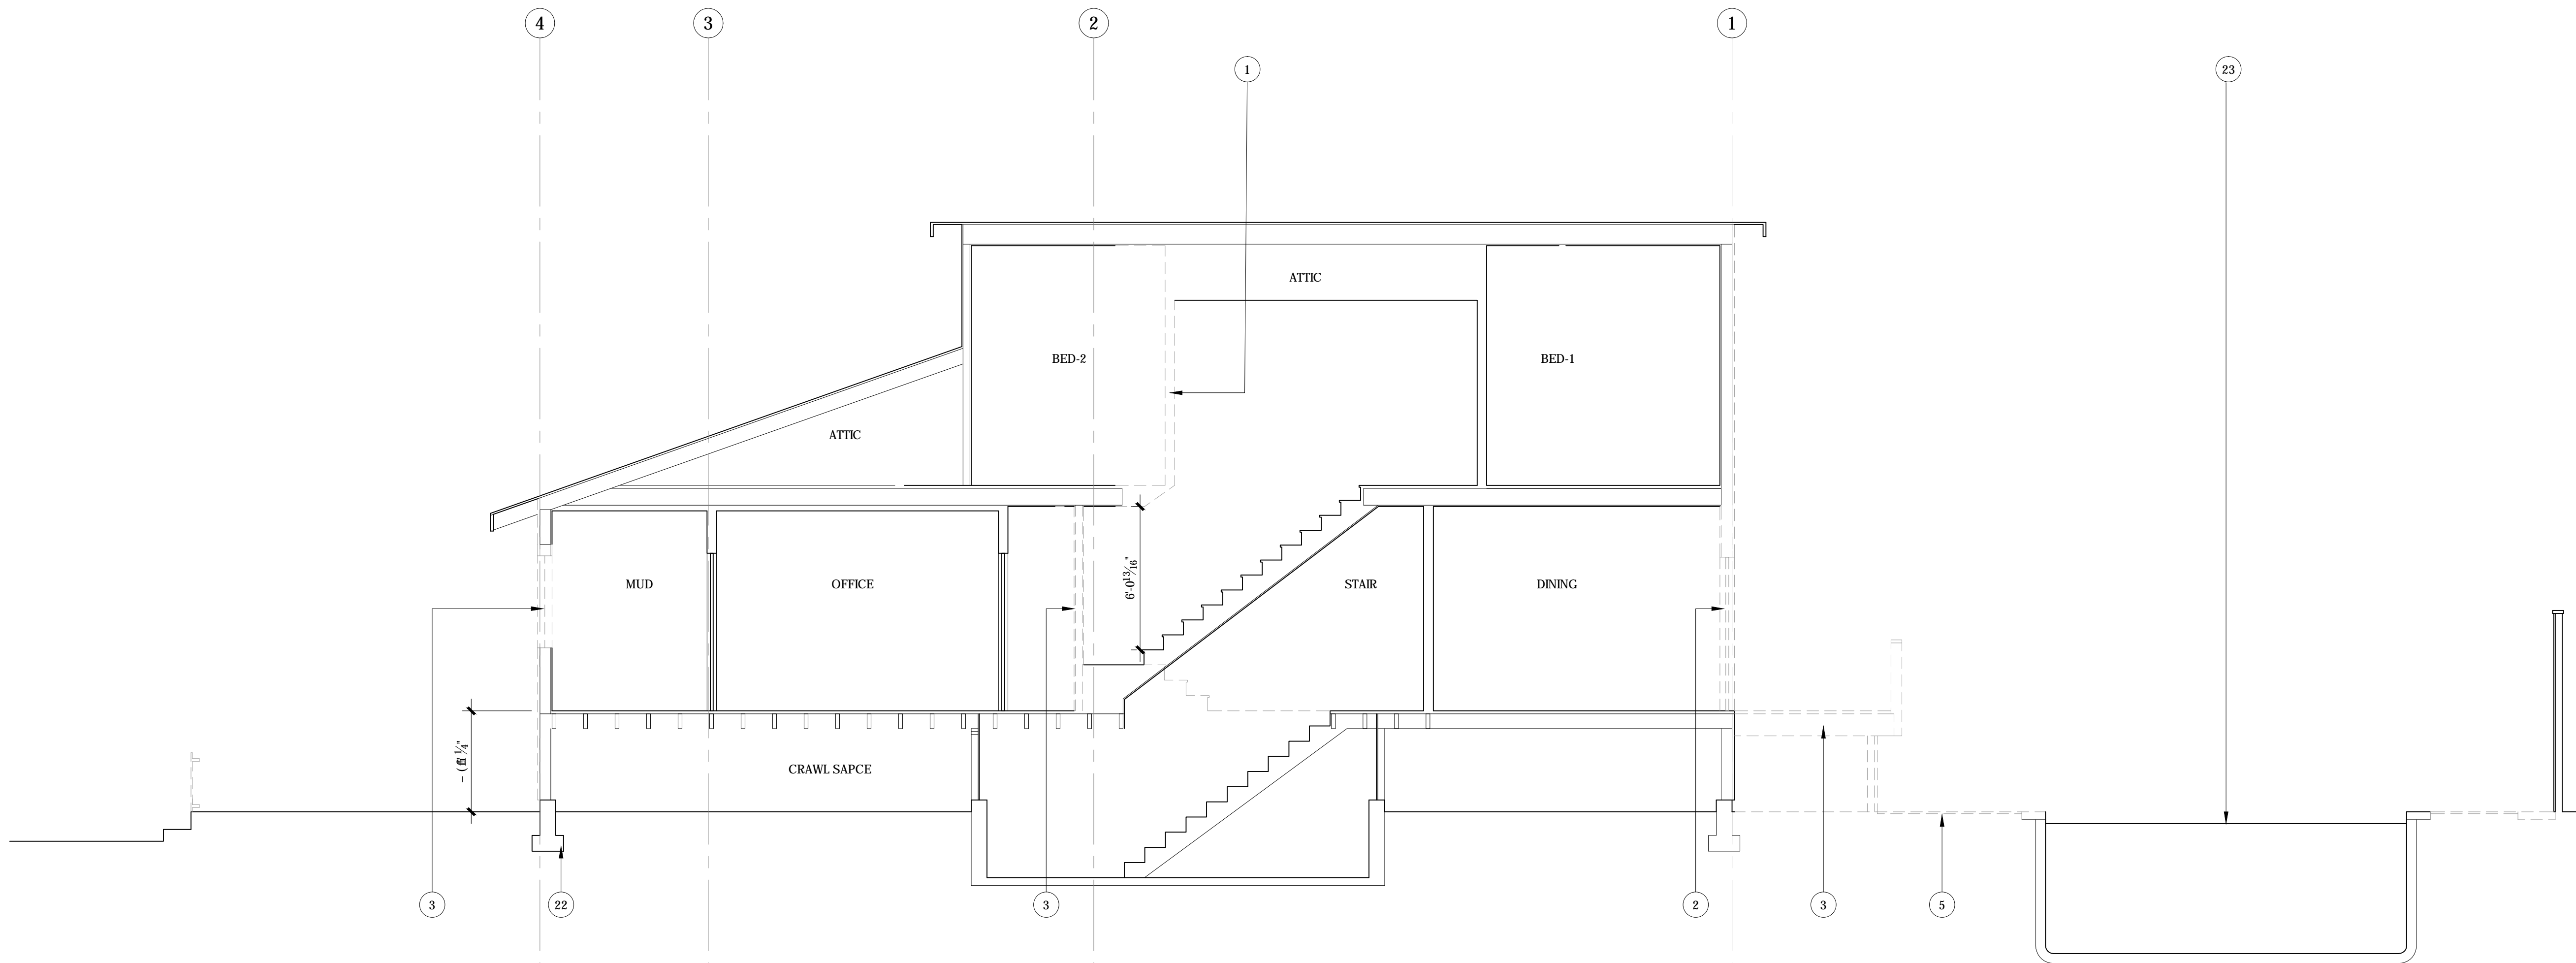 4 3 2 1
1 23
ATTIC
BED-2 BED-1
ATTIC
MUD OFFICE 6'-0 13/16" STAIR DINING
CRAWL SAPCE
3 22 3 2 3 5